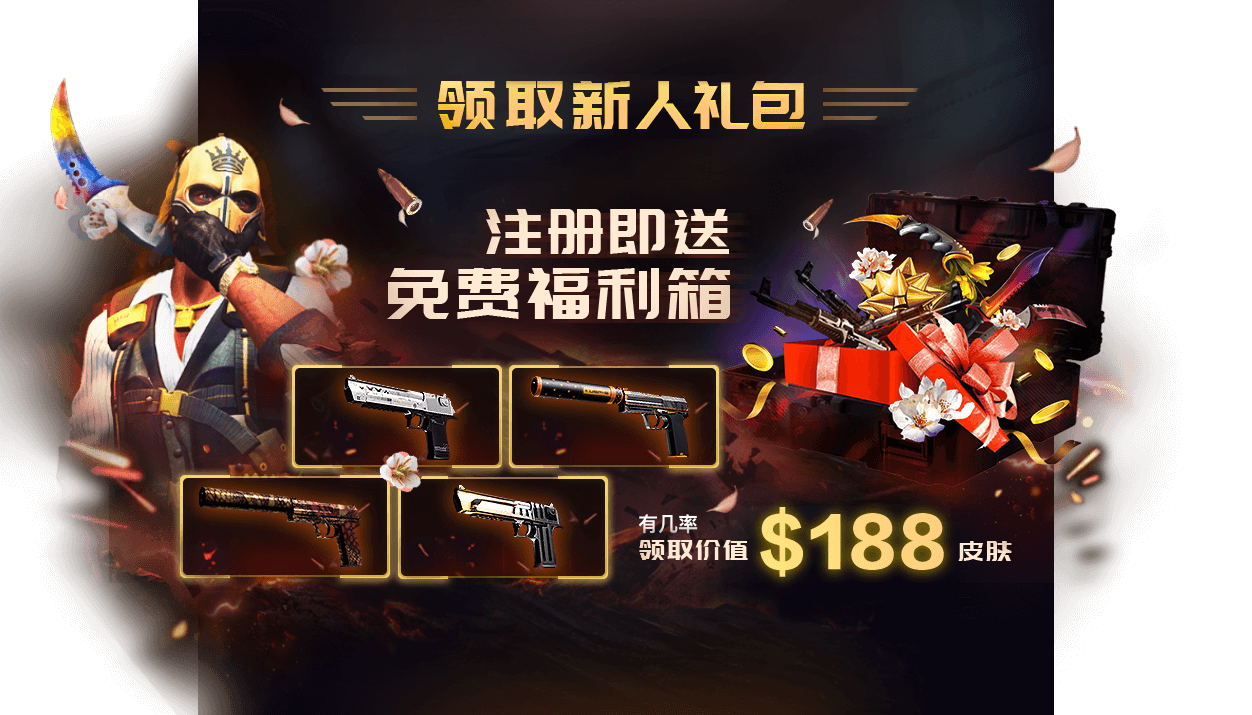 领取新人礼包
注册即送
免费福利箱
有几率
领取价值 $188 皮肤